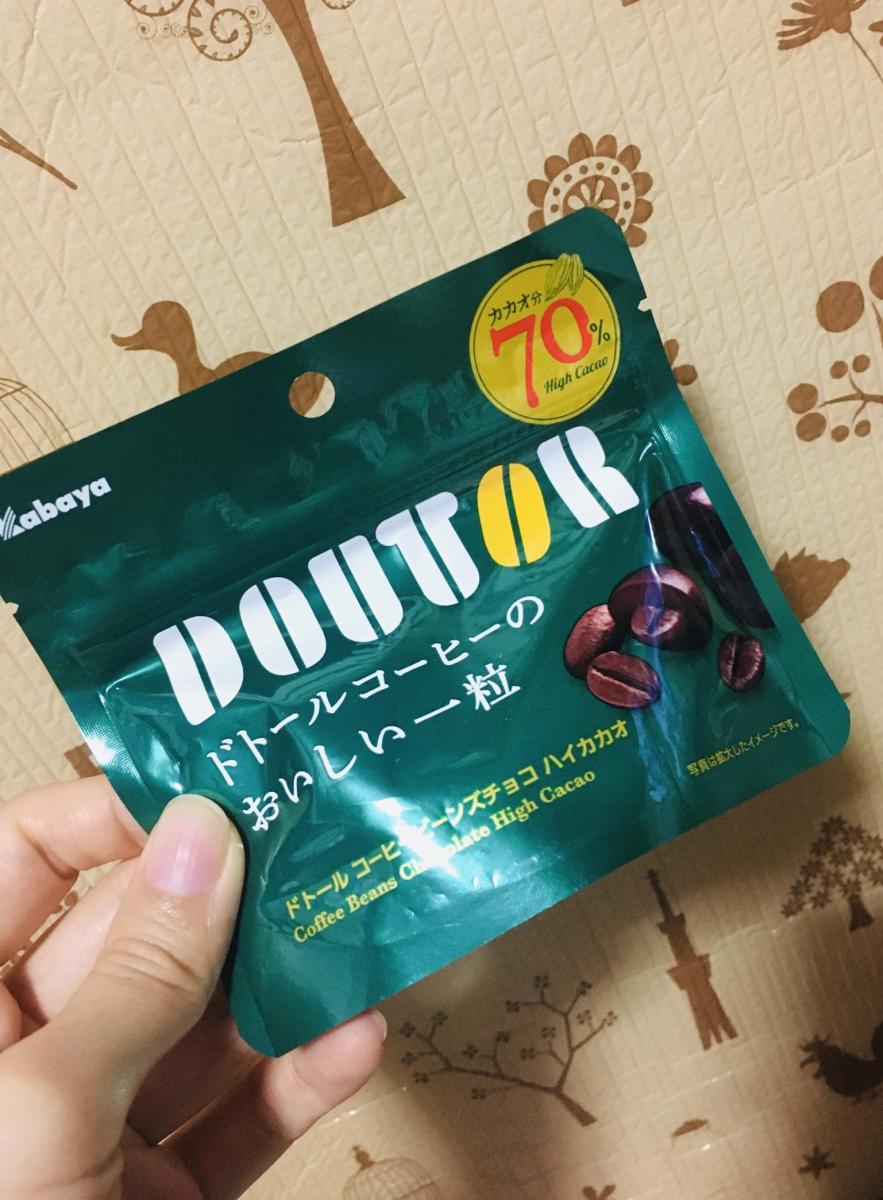 カカオ分
70%
High Cacao
Kabaya
DOUTOR
ドトールコーヒーの
おいしい一粒
ドトール コーヒービーンズチョコ ハイカカオ
Coffee Beans Chocolate High Cacao
写真は拡大したイメージです。